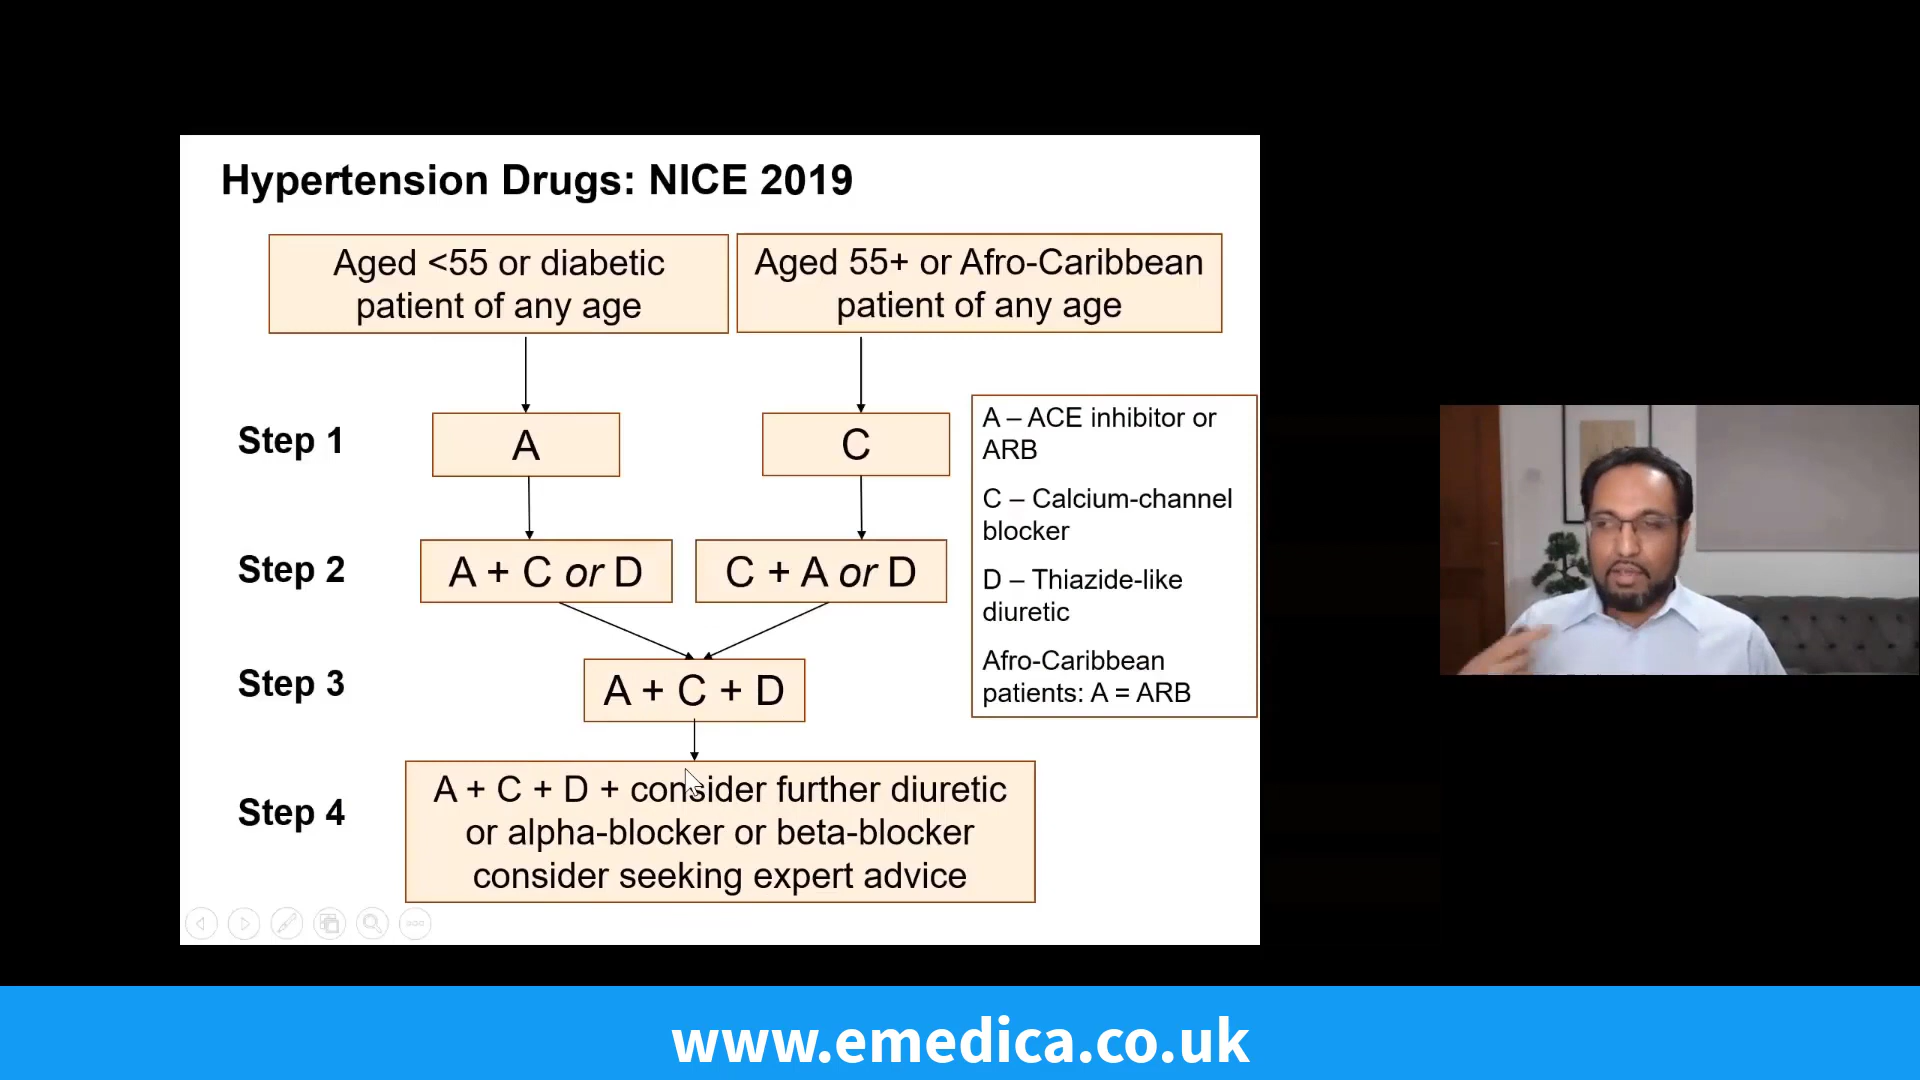 Hypertension Drugs: NICE 2019
Aged <55 or diabetic
patient of any age
Aged 55+ or Afro-Caribbean
patient of any age
Step 1
A
C
A – ACE inhibitor or
ARB
C – Calcium-channel
blocker
D – Thiazide-like
diuretic
Afro-Caribbean
patients: A = ARB
Step 2
A + C or D
C + A or D
Step 3
A + C + D
Step 4
A + C + D + consider further diuretic
or alpha-blocker or beta-blocker
consider seeking expert advice
www.emedica.co.uk